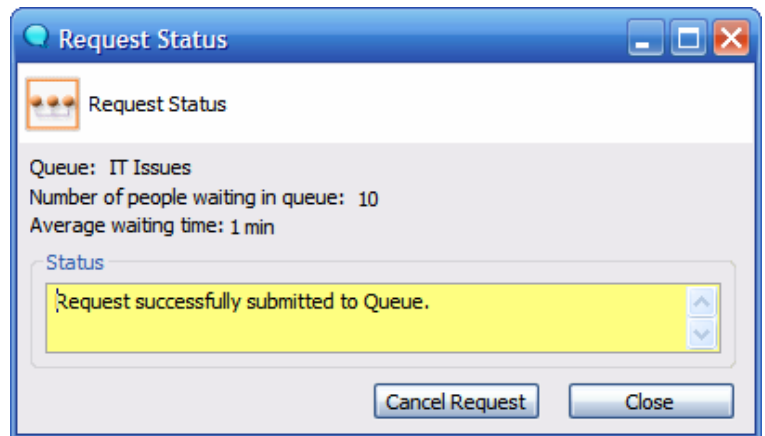 Request Status
Request Status
Queue: IT Issues
Number of people waiting in queue: 10
Average waiting time: 1 min
Status
Request successfully submitted to Queue.
Cancel Request Close